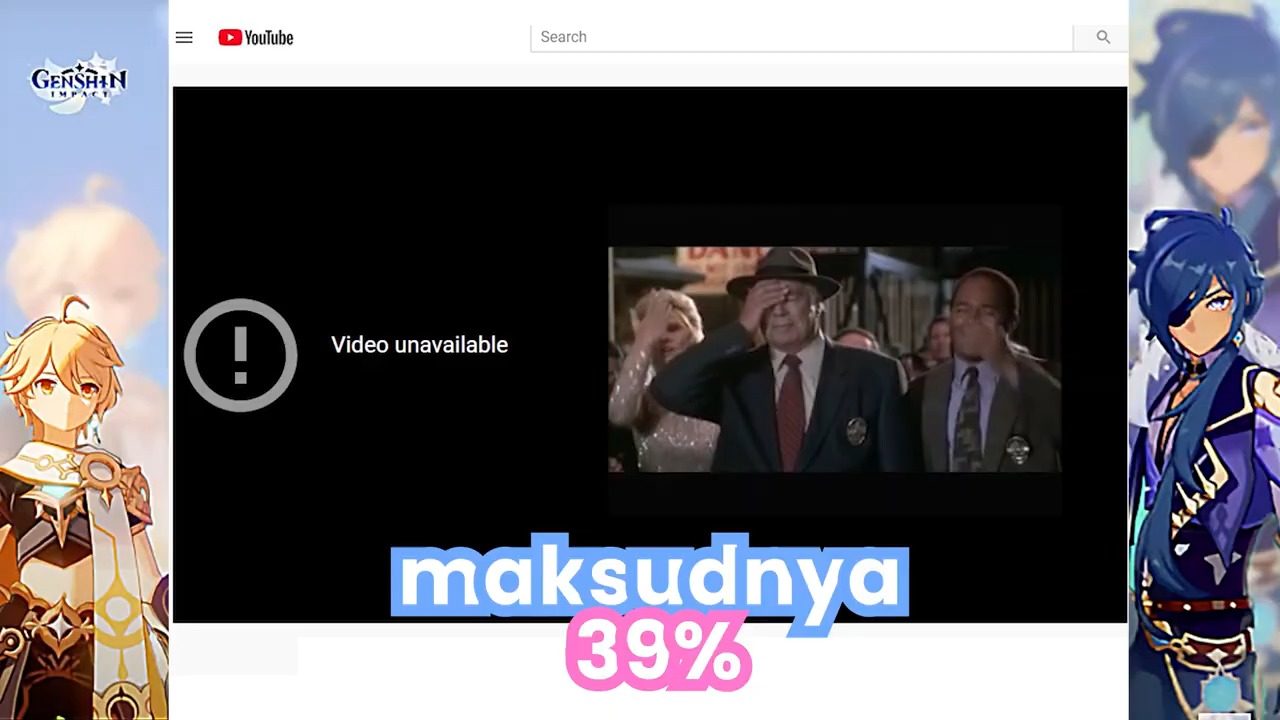 YouTube
Search
GENSHIN
IMPACT
Video unavailable
maksudnya
39%